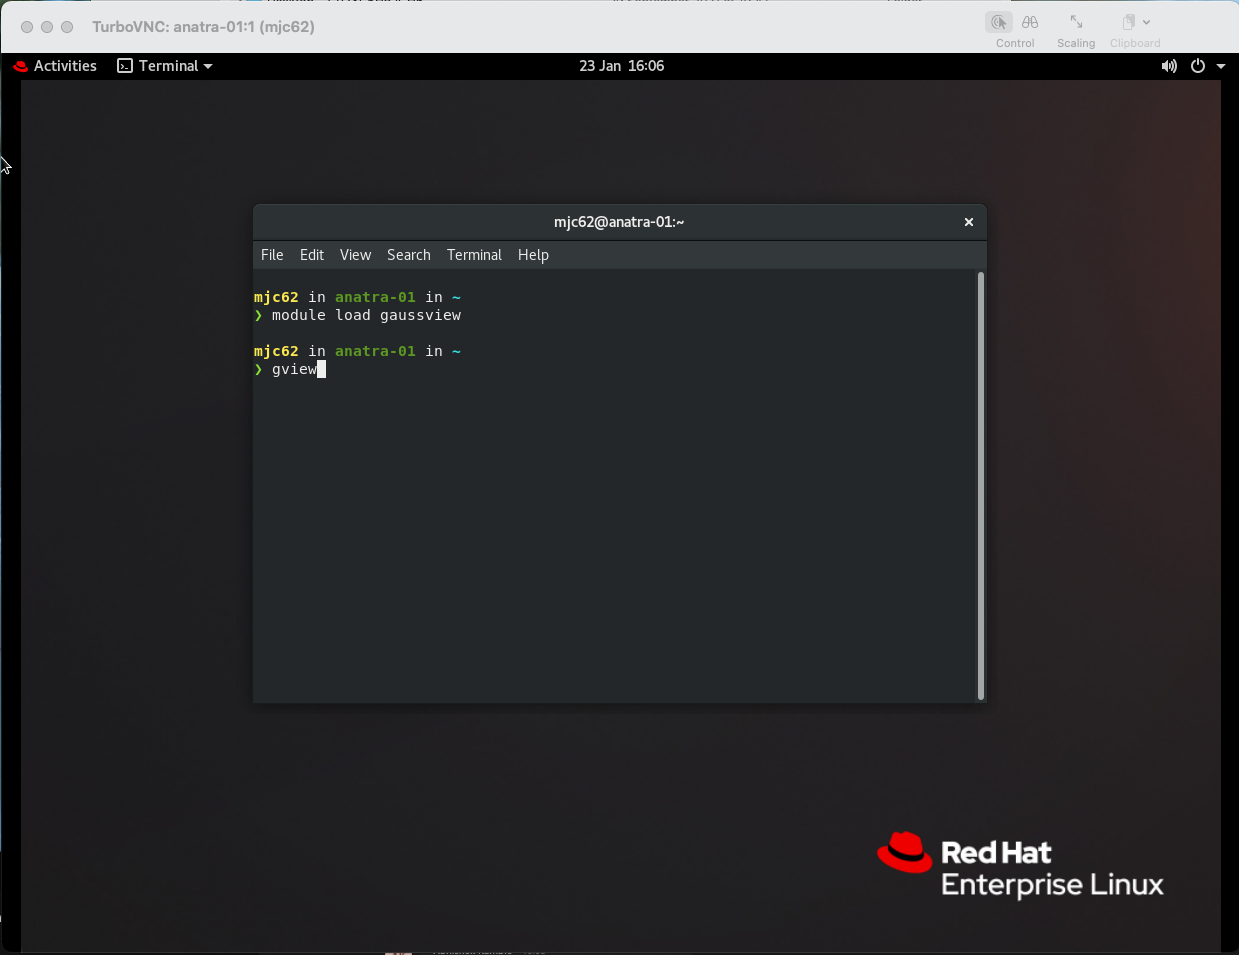 TurboVNC: anatra-01:1 (mjc62)
Control Scaling Clipboard
Activities Terminal 23 Jan 16:06
mjc62@anatra-01:~
File Edit View Search Terminal Help
mjc62 in anatra-01 in ~
❯ module load gaussview
mjc62 in anatra-01 in ~
❯ gview
Red Hat
Enterprise Linux